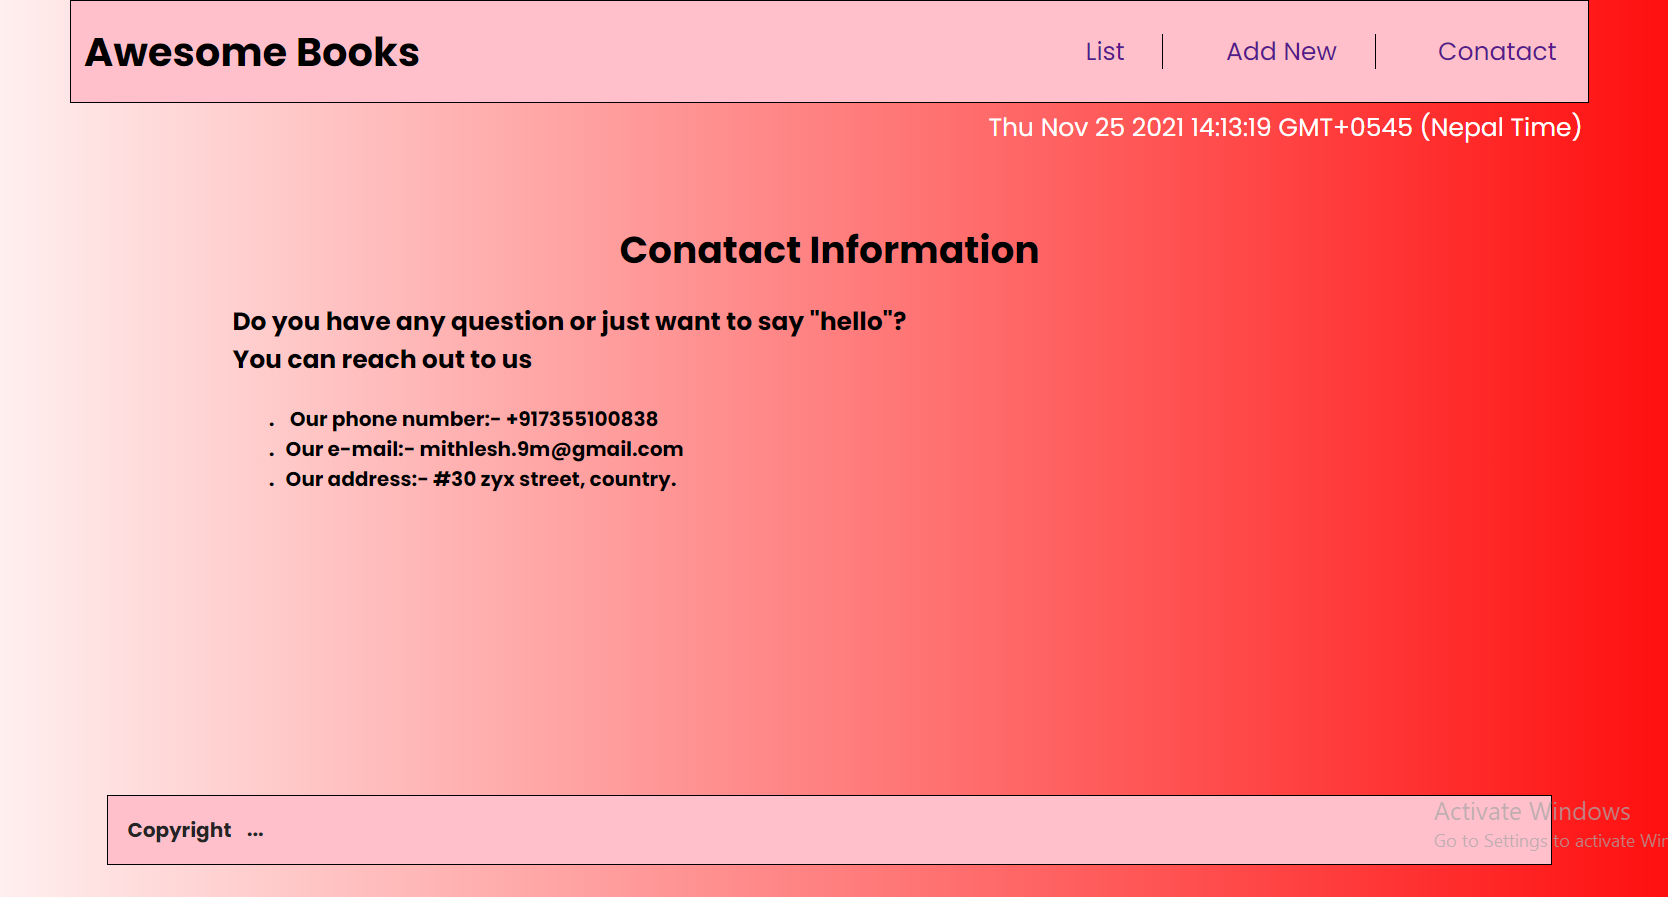 Awesome Books
List
Add New
Conatact
Thu Nov 25 2021 14:13:19 GMT+0545 (Nepal Time)
Conatact Information
Do you have any question or just want to say "hello"?
You can reach out to us
. Our phone number:- +917355100838
. Our e-mail:- mithlesh.9m@gmail.com
. Our address:- #30 zyx street, country.
Copyright ...
Activate Windows
Go to Settings to activate Win